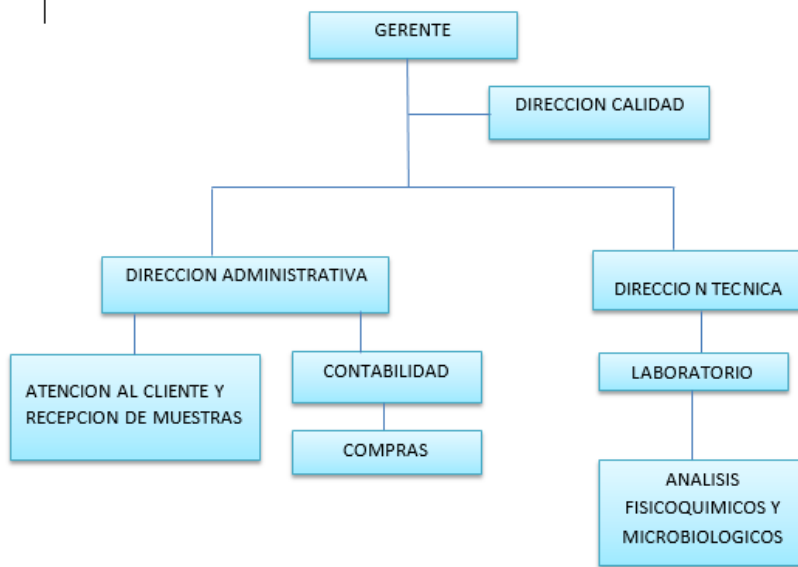 GERENTE
DIRECCION CALIDAD
DIRECCION ADMINISTRATIVA
DIRECCIO N TECNICA
ATENCION AL CLIENTE Y
RECEPCION DE MUESTRAS
CONTABILIDAD
LABORATORIO
COMPRAS
ANALISIS
FISICOQUIMICOS Y
MICROBIOLOGICOS